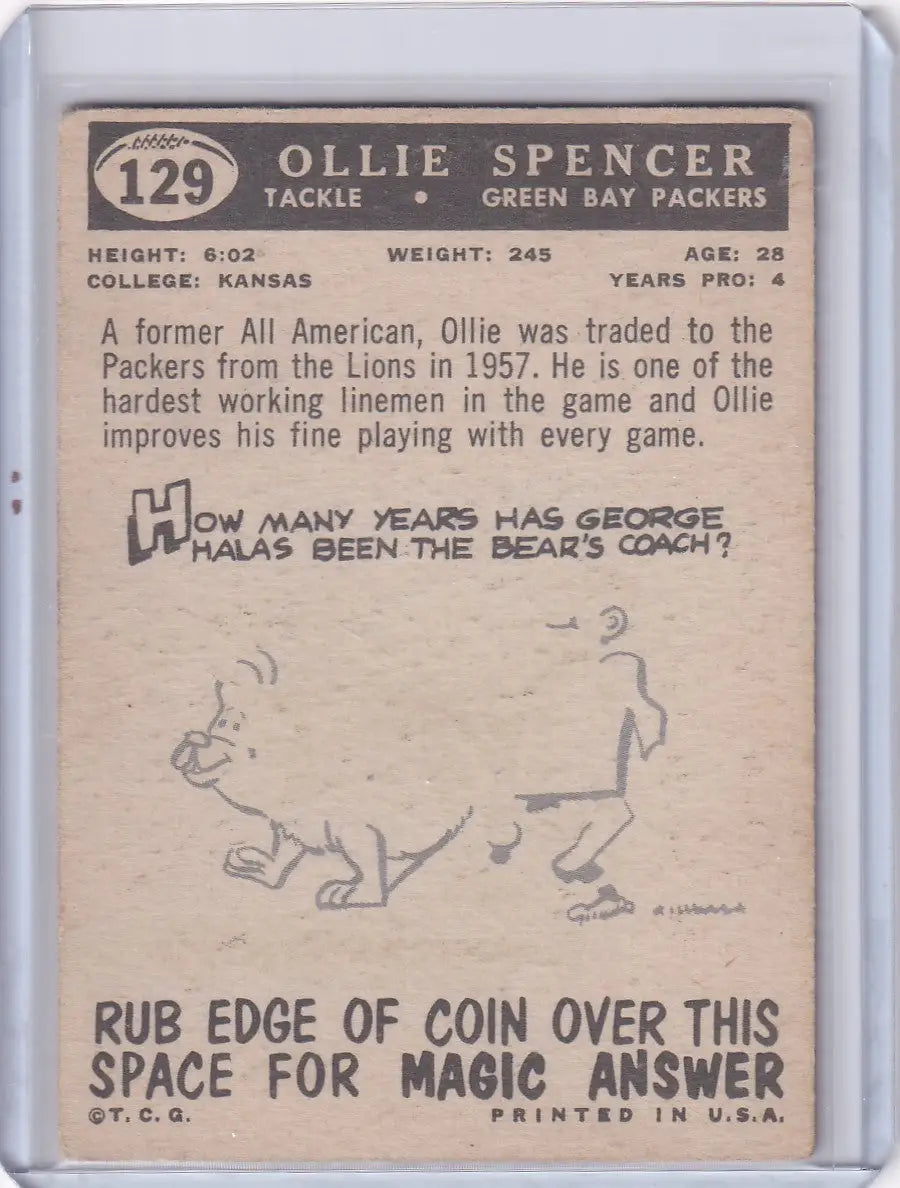 129
OLLIE SPENCER
TACKLE • GREEN BAY PACKERS
HEIGHT: 6:02 WEIGHT: 245 AGE: 28
COLLEGE: KANSAS YEARS PRO: 4
A former All American, Ollie was traded to the
Packers from the Lions in 1957. He is one of the
hardest working linemen in the game and Ollie
improves his fine playing with every game.
HOW MANY YEARS HAS GEORGE
HALAS BEEN THE BEAR'S COACH?
RUB EDGE OF COIN OVER THIS
SPACE FOR MAGIC ANSWER
©T. C. G. PRINTED IN U.S.A.